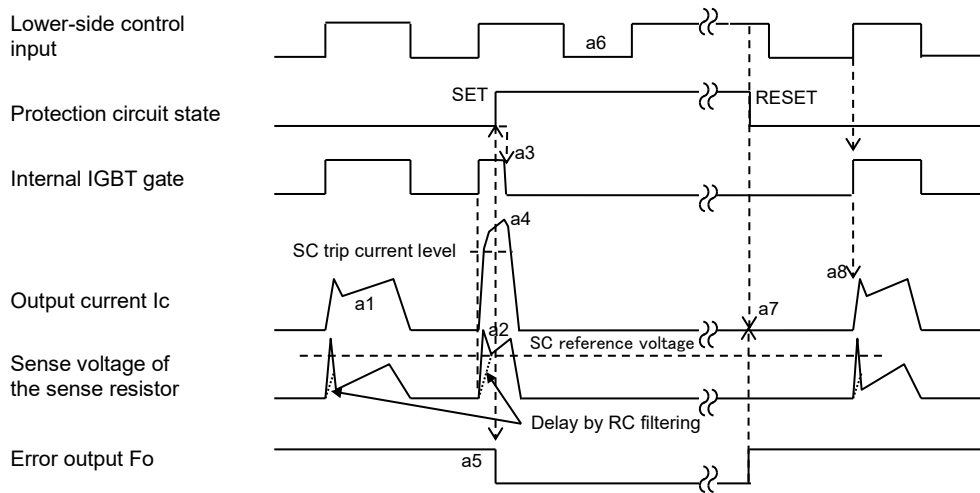 Lower-side control
input
a6
SET
RESET
Protection circuit state
a3
Internal IGBT gate
a4
SC trip current level
a8
Output current Ic
a1
a7
a2
SC reference voltage
Sense voltage of
the sense resistor
Delay by RC filtering
Error output Fo
a5